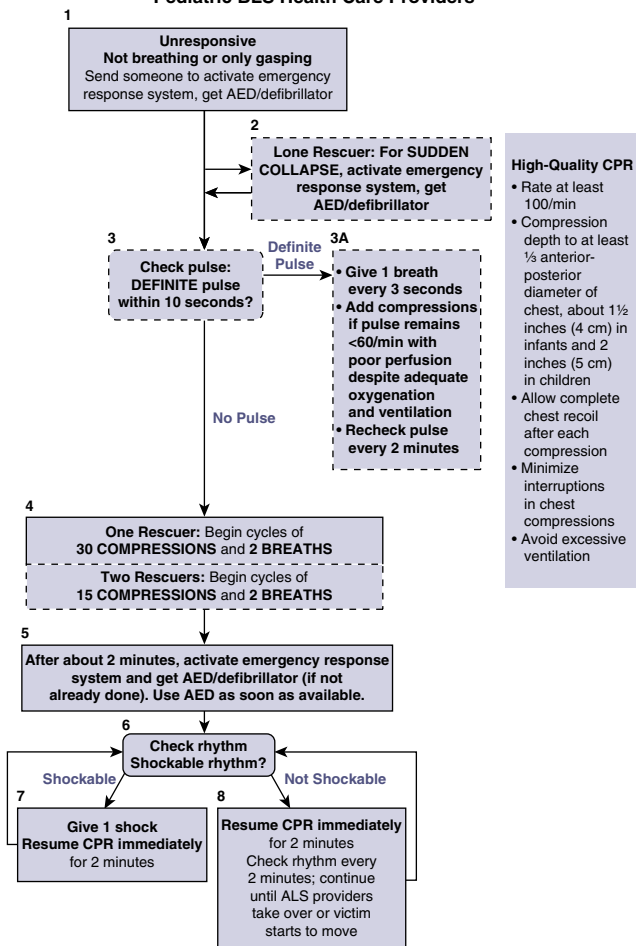 Pediatric BLS Health Care Providers
1
Unresponsive
Not breathing or only gasping
Send someone to activate emergency
response system, get AED/defibrillator
2
Lone Rescuer: For SUDDEN
COLLAPSE, activate emergency
response system, get
AED/defibrillator
3
Check pulse:
DEFINITE pulse
within 10 seconds?
Definite
Pulse
3A
• Give 1 breath
every 3 seconds
• Add compressions
if pulse remains
<60/min with
poor perfusion
despite adequate
oxygenation
and ventilation
• Recheck pulse
every 2 minutes
No Pulse
4
One Rescuer: Begin cycles of
30 COMPRESSIONS and 2 BREATHS
Two Rescuers: Begin cycles of
15 COMPRESSIONS and 2 BREATHS
5
After about 2 minutes, activate emergency response
system and get AED/defibrillator (if not
already done). Use AED as soon as available.
6
Check rhythm
Shockable rhythm?
Shockable
Not Shockable
7
Give 1 shock
Resume CPR immediately
for 2 minutes
8
Resume CPR immediately
for 2 minutes
Check rhythm every
2 minutes; continue
until ALS providers
take over or victim
starts to move
High-Quality CPR
• Rate at least
100/min
• Compression
depth to at least
⅓ anterior-
posterior
diameter of
chest, about 1½
inches (4 cm) in
infants and 2
inches (5 cm)
in children
• Allow complete
chest recoil
after each
compression
• Minimize
interruptions
in chest
compressions
• Avoid excessive
ventilation